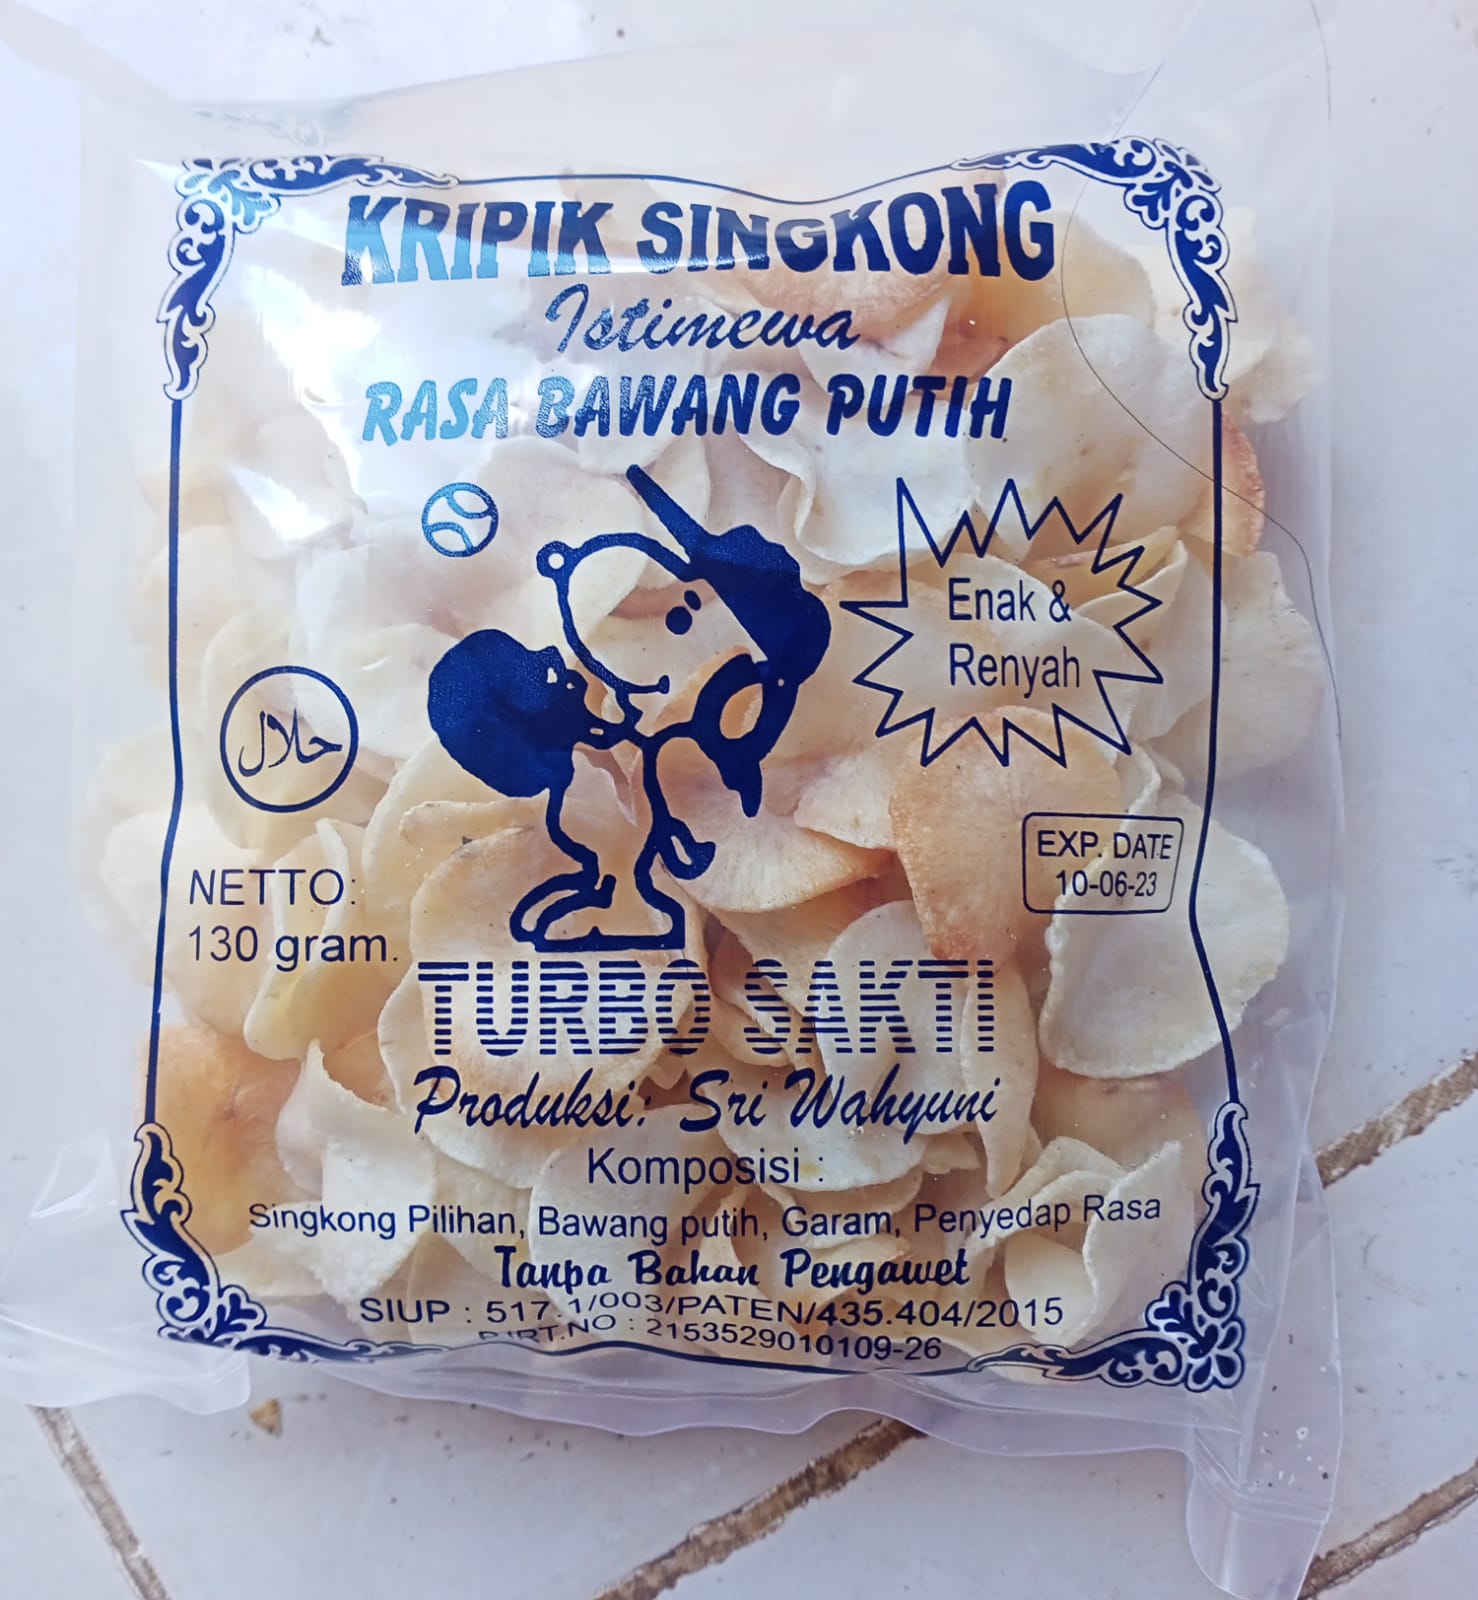 KRIPIK SINGKONG
Istimewa
RASA BAWANG PUTIH
Enak &
Renyah
حلال
EXP. DATE
10-06-23
NETTO:
130 gram.
TURBO SAKTI
Produksi: Sri Wahyuni
Komposisi :
Singkong Pilihan, Bawang putih, Garam, Penyedap Rasa
Tanpa Bahan Pengawet
SIUP : 517.1/003/PATEN/435.404/2015
P.IRT.NO : 2153529010109-26